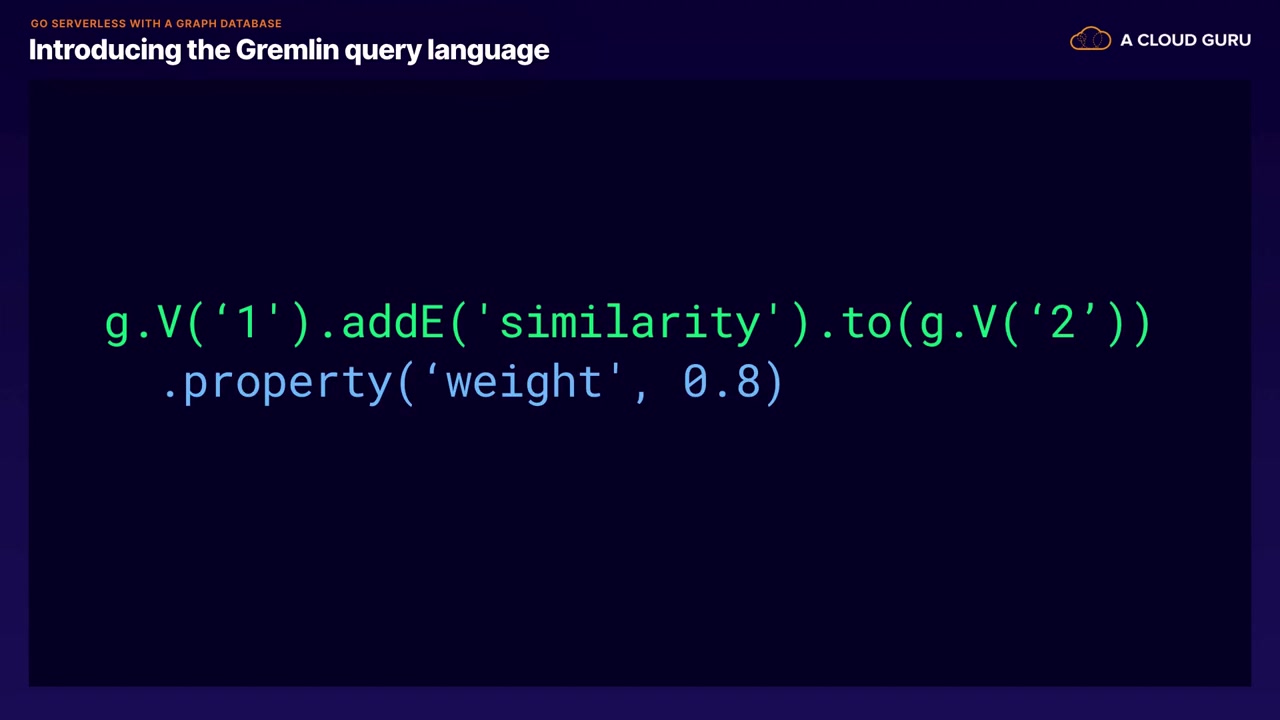 GO SERVERLESS WITH A GRAPH DATABASE
Introducing the Gremlin query language
A CLOUD GURU
g.V(‘1').addE('similarity').to(g.V(‘2’))
.property(‘weight', 0.8)